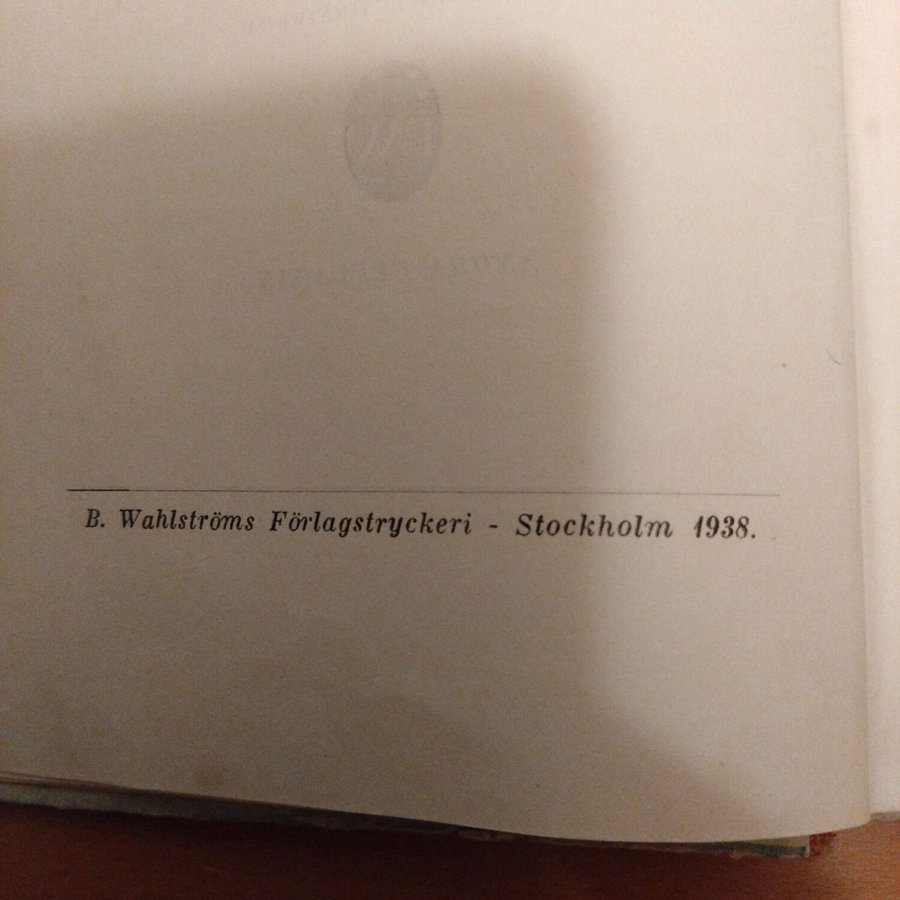 B. Wahlströms Förlagstryckeri - Stockholm 1938.